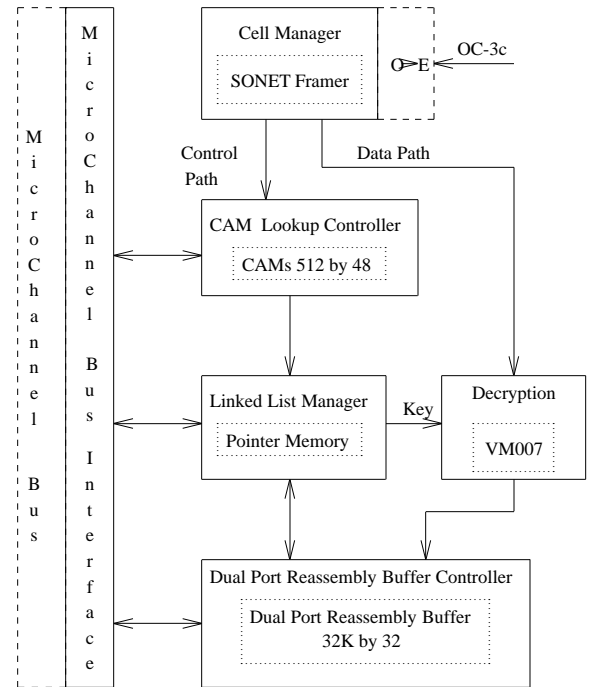 MicroChannel Bus
MicroChannel Bus Interface
Cell Manager
SONET Framer
O E
OC-3c
Control
Path
Data Path
CAM Lookup Controller
CAMs 512 by 48
Linked List Manager
Pointer Memory
Key
Decryption
VM007
Dual Port Reassembly Buffer Controller
Dual Port Reassembly Buffer
32K by 32